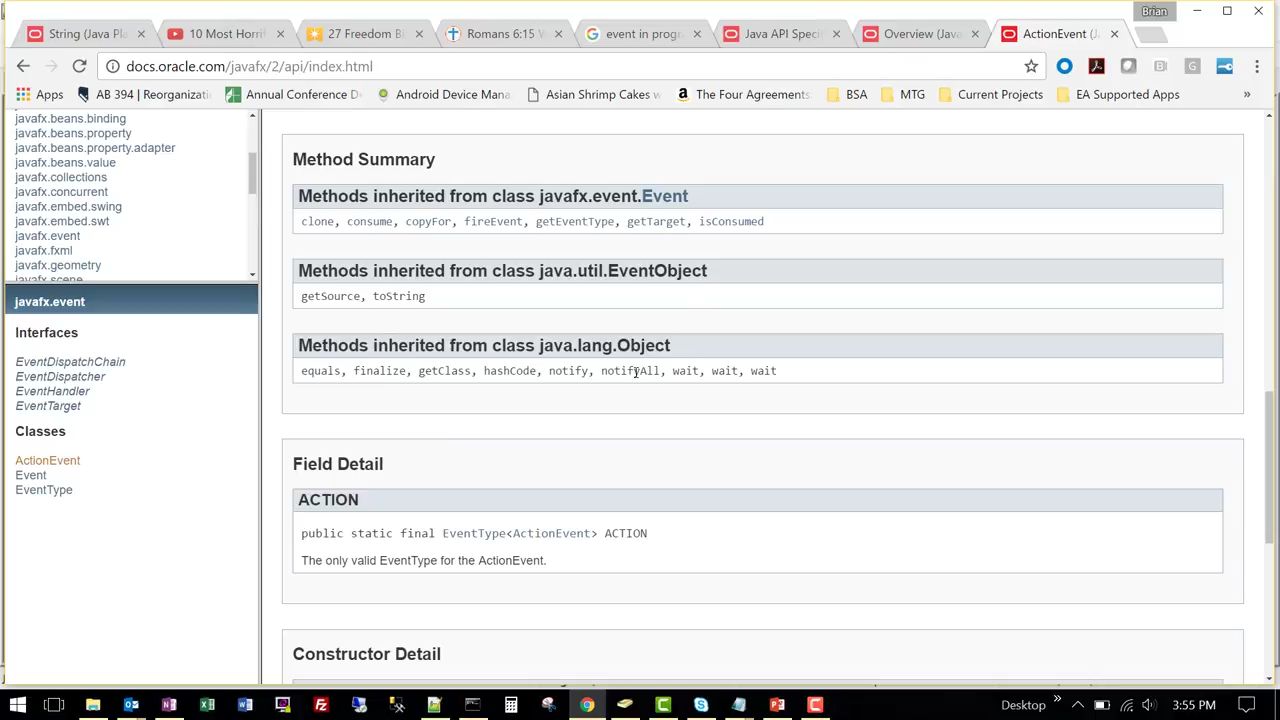 Brian
String (Java Pla
10 Most Horri
27 Freedom B
Romans 6:15 V
event in progr
Java API Speci
Overview (Java
ActionEvent (Ja
docs.oracle.com/javafx/2/api/index.html
Apps
AB 394 (Reorganizati
Annual Conference D
Android Device Mana
Asian Shrimp Cakes w
The Four Agreements
BSA
MTG
Current Projects
EA Supported Apps
»
javafx.beans.binding
javafx.beans.property
javafx.beans.property.adapter
javafx.beans.value
javafx.collections
javafx.concurrent
javafx.embed.swing
javafx.embed.swt
javafx.event
javafx.fxml
javafx.geometry
javafx.scene
javafx.event
Interfaces
EventDispatchChain
EventDispatcher
EventHandler
EventTarget
Classes
ActionEvent
Event
EventType
Method Summary
Methods inherited from class javafx.event.Event
clone, consume, copyFor, fireEvent, getEventType, getTarget, isConsumed
Methods inherited from class java.util.EventObject
getSource, toString
Methods inherited from class java.lang.Object
equals, finalize, getClass, hashCode, notify, notifyAll, wait, wait, wait
Field Detail
ACTION
public static final EventType<ActionEvent> ACTION
The only valid EventType for the ActionEvent.
Constructor Detail
Desktop
»
3:55 PM